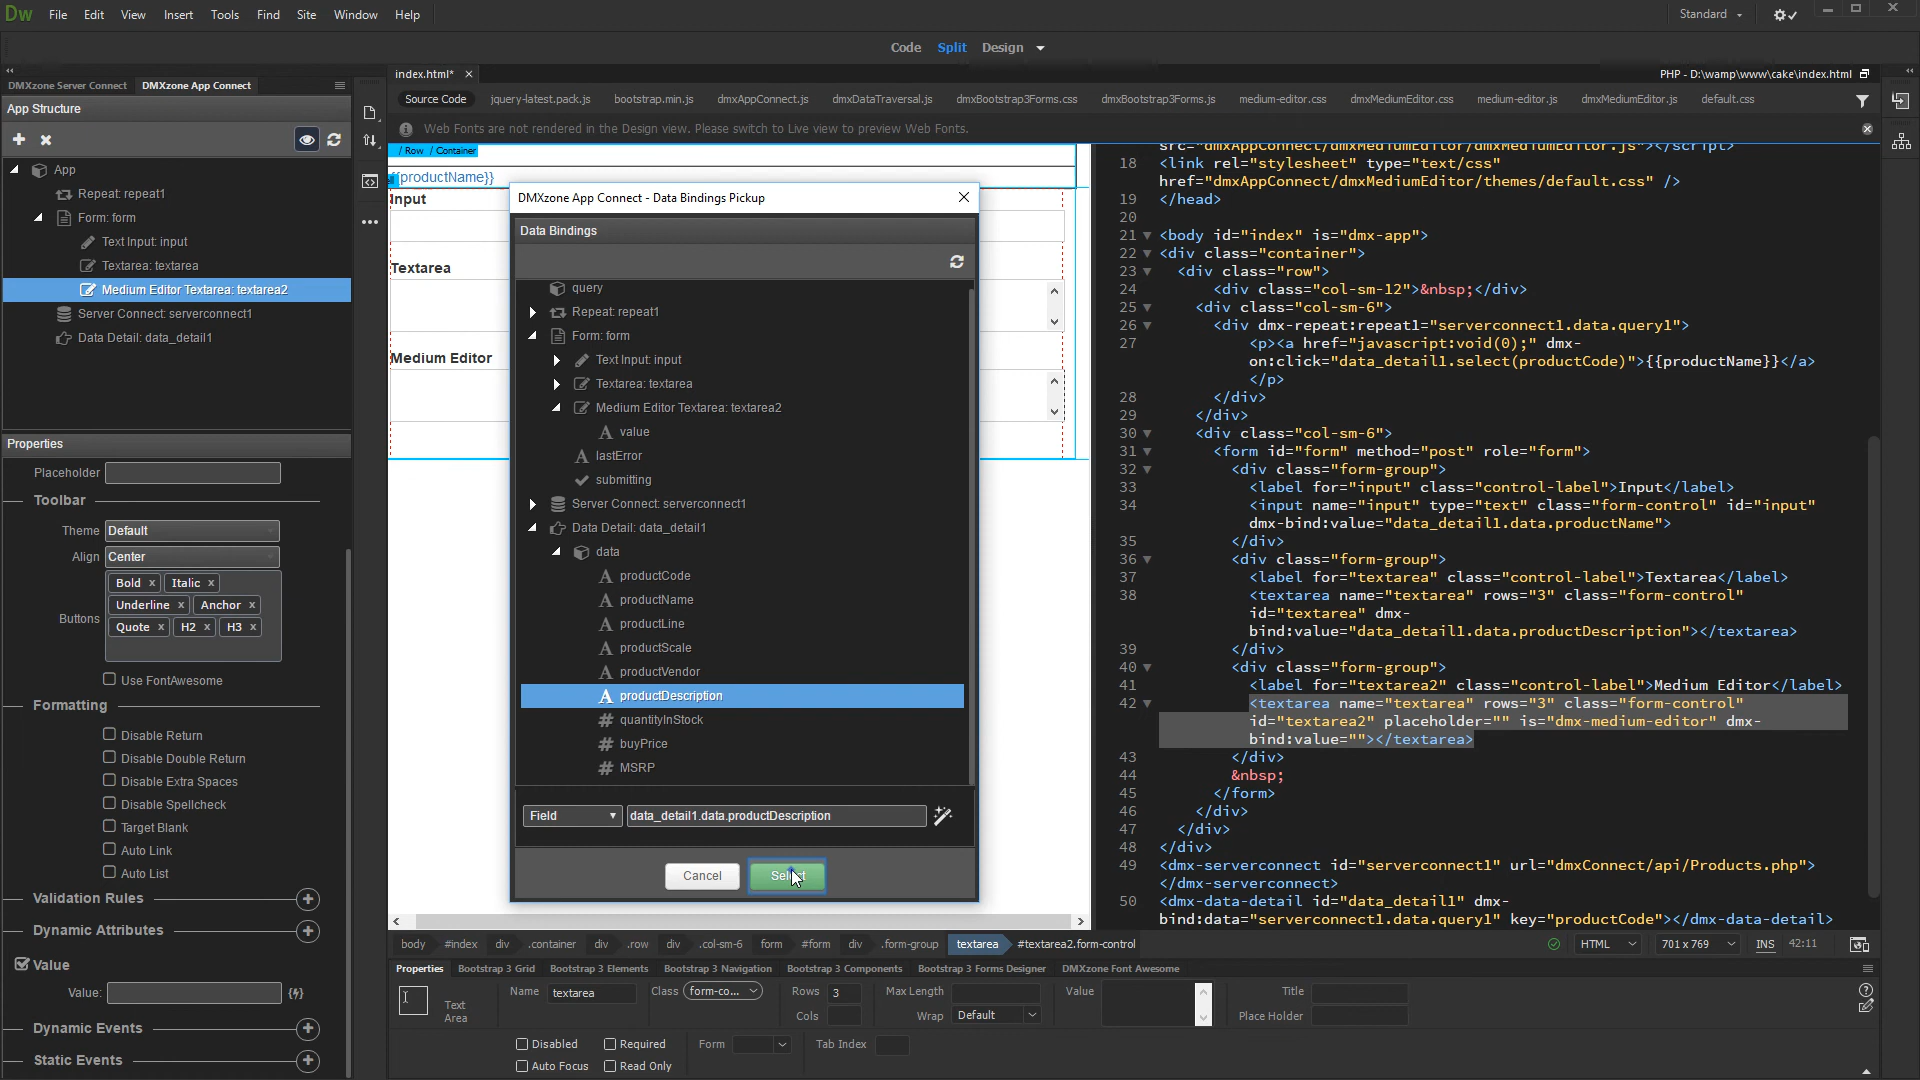 Dw File Edit View Insert Tools Find Site Window Help
Standard
Code Split Design
DMXzone Server Connect DMXzone App Connect
App Structure
App
Repeat: repeat1
Form: form
Text Input: input
Textarea: textarea
Medium Editor Textarea: textarea2
Server Connect: serverconnect1
Data Detail: data_detail1
Properties
Placeholder
Toolbar
Theme Default
Align Center
Bold x Italic x
Underline x Anchor x
Buttons
Quote x H2 x H3 x
Use FontAwesome
Formatting
Disable Return
Disable Double Return
Disable Extra Spaces
Disable Spellcheck
Target Blank
Auto Link
Auto List
Validation Rules
Dynamic Attributes
Value
Value:
Dynamic Events
Static Events
index.html* PHP - D:\wamp\www\cake\index.html
Source Code jquery-latest.pack.js bootstrap.min.js dmxAppConnect.js dmxDataTraversal.js dmxBootstrap3Forms.css dmxBootstrap3Forms.js medium-editor.css dmxMediumEditor.css medium-editor.js dmxMediumEditor.js default.css
Web Fonts are not rendered in the Design view. Please switch to Live view to preview Web Fonts.
/ Row / Container
{productName}}
Input
Textarea
Medium Editor
DMXzone App Connect - Data Bindings Pickup
Data Bindings
query
Repeat: repeat1
Form: form
Text Input: input
Textarea: textarea
Medium Editor Textarea: textarea2
value
lastError
submitting
Server Connect: serverconnect1
Data Detail: data_detail1
data
productCode
productName
productLine
productScale
productVendor
productDescription
quantityInStock
buyPrice
MSRP
Field data_detail1.data.productDescription
Cancel Select
src="dmxAppConnect/dmxMediumEditor/dmxMediumEditor.js"></script>
18 <link rel="stylesheet" type="text/css"
href="dmxAppConnect/dmxMediumEditor/themes/default.css" />
19 </head>
20
21 <body id="index" is="dmx-app">
22 <div class="container">
23 <div class="row">
24 <div class="col-sm-12">&nbsp;</div>
25 <div class="col-sm-6">
26 <div dmx-repeat:repeat1="serverconnect1.data.query1">
27 <p><a href="javascript:void(0);" dmx-
on:click="data_detail1.select(productCode)">{{productName}}</a>
</p>
28 </div>
29 </div>
30 <div class="col-sm-6">
31 <form id="form" method="post" role="form">
32 <div class="form-group">
33 <label for="input" class="control-label">Input</label>
34 <input name="input" type="text" class="form-control" id="input"
dmx-bind:value="data_detail1.data.productName">
35 </div>
36 <div class="form-group">
37 <label for="textarea" class="control-label">Textarea</label>
38 <textarea name="textarea" rows="3" class="form-control"
id="textarea" dmx-
bind:value="data_detail1.data.productDescription"></textarea>
39 </div>
40 <div class="form-group">
41 <label for="textarea2" class="control-label">Medium Editor</label>
42 <textarea name="textarea" rows="3" class="form-control"
id="textarea2" placeholder="" is="dmx-medium-editor" dmx-
bind:value=""></textarea>
43 </div>
44 &nbsp;
45 </form>
46 </div>
47 </div>
48 </div>
49 <dmx-serverconnect id="serverconnect1" url="dmxConnect/api/Products.php">
</dmx-serverconnect>
50 <dmx-data-detail id="data_detail1" dmx-
bind:data="serverconnect1.data.query1" key="productCode"></dmx-data-detail>
body #index div .container div .row div .col-sm-6 form #form div .form-group textarea #textarea2.form-control HTML 701 x 769 INS 42:11
Properties Bootstrap 3 Grid Bootstrap 3 Elements Bootstrap 3 Navigation Bootstrap 3 Components Bootstrap 3 Forms Designer DMXzone Font Awesome
Text Area
Name textarea Class form-co... Rows 3 Max Length Value Title
Cols Wrap Default Place Holder
Disabled Required Form Tab Index
Auto Focus Read Only